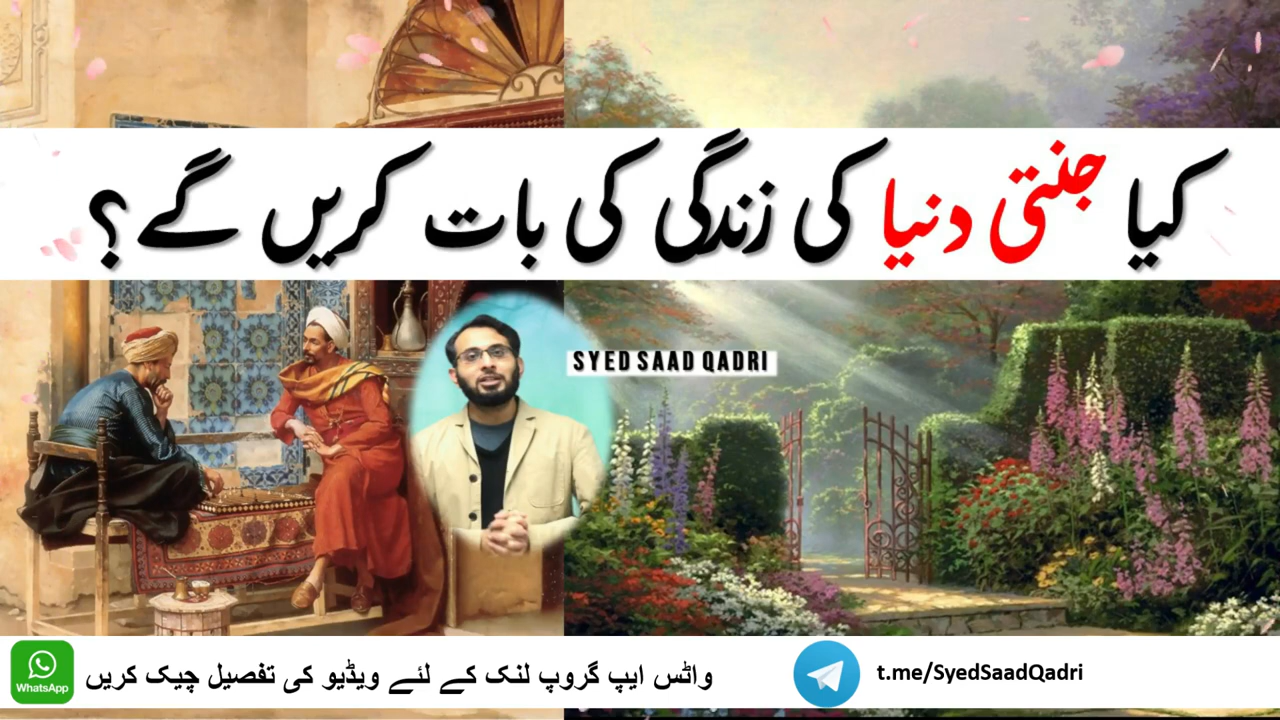 کیا جنتی دنیا کی زندگی کی بات کریں گے؟
SYED SAAD QADRI
WhatsApp
واٹس ایپ گروپ لنک کے لئے ویڈیو کی تفصیل چیک کریں
t.me/SyedSaadQadri